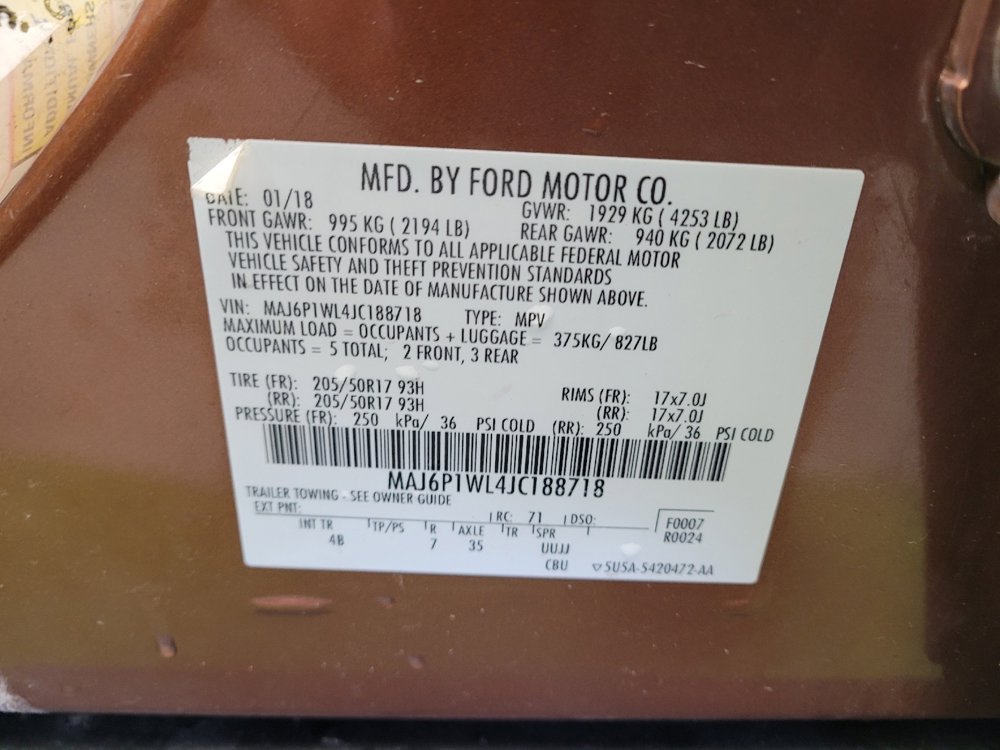 MFD. BY FORD MOTOR CO.
DATE: 01/18 GVWR: 1929 KG ( 4253 LB)
FRONT GAWR: 995 KG ( 2194 LB) REAR GAWR: 940 KG ( 2072 LB)
THIS VEHICLE CONFORMS TO ALL APPLICABLE FEDERAL MOTOR
VEHICLE SAFETY AND THEFT PREVENTION STANDARDS
IN EFFECT ON THE DATE OF MANUFACTURE SHOWN ABOVE.
VIN: MAJ6P1WL4JC188718 TYPE: MPV
MAXIMUM LOAD = OCCUPANTS + LUGGAGE = 375KG/ 827LB
OCCUPANTS = 5 TOTAL; 2 FRONT, 3 REAR
TIRE (FR): 205/50R17 93H RIMS (FR): 17x7.0J
(RR): 205/50R17 93H (RR): 17x7.0J
PRESSURE (FR): 250 kPa/ 36 PSI COLD (RR): 250 kPa/ 36 PSI COLD
MAJ6P1WL4JC188718
TRAILER TOWING - SEE OWNER GUIDE
EXT PNT: RC: 71 DSO: F0007
INT TR TP/PS R AXLE TR SPR R0024
4B 7 35 UUJJ
CBU 5U5A-5420472-AA